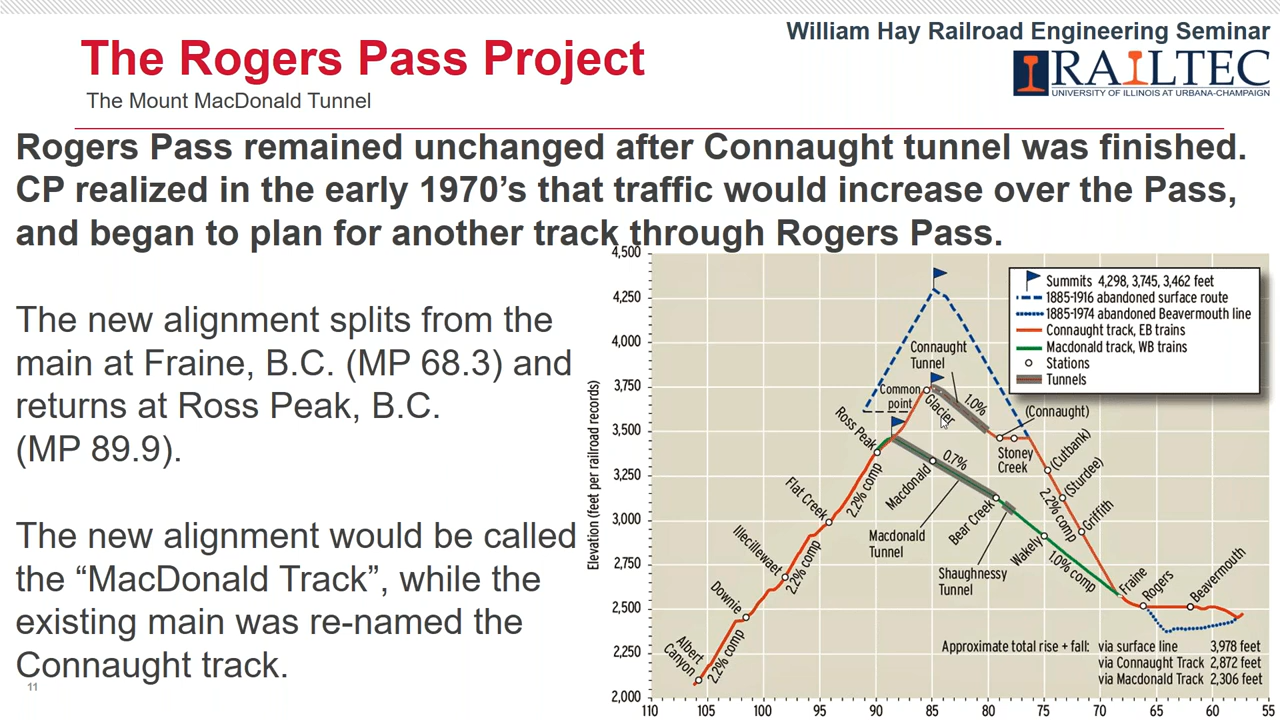 William Hay Railroad Engineering Seminar
The Rogers Pass Project
RAILTEC
UNIVERSITY OF ILLINOIS AT URBANA-CHAMPAIGN
The Mount MacDonald Tunnel
Rogers Pass remained unchanged after Connaught tunnel was finished.
CP realized in the early 1970’s that traffic would increase over the Pass,
and began to plan for another track through Rogers Pass.
The new alignment splits from the
main at Fraine, B.C. (MP 68.3) and
returns at Ross Peak, B.C.
(MP 89.9).
The new alignment would be called
the “MacDonald Track”, while the
existing main was re-named the
Connaught track.
11
Elevation (feet per railroad records)
4,500
4,250
4,000
3,750
3,500
3,250
3,000
2,750
2,500
2,250
2,000
110 105 100 95 90 85 80 75 70 65 60 55
Summits 4,298, 3,745, 3,462 feet
1885-1916 abandoned surface route
1885-1974 abandoned Beavermouth line
Connaught track, EB trains
Macdonald track, WB trains
Stations
Tunnels
Connaught
Tunnel
Common
point
Glacier
1.0%
(Connaught)
Ross Peak
Stoney
Creek
(Cutbank)
(Sturdee)
2.2% comp
Griffith
0.7%
Macdonald
2.2% comp
Flat Creek
Macdonald
Tunnel
Bear Creek
Shaughnessy
Tunnel
Wakely
1.0% comp
Illecillewaet
2.2% comp
Downie
Fraine
Rogers
Beavermouth
Albert
Canyon
2.2% comp
Approximate total rise + fall: via surface line 3,978 feet
via Connaught Track 2,872 feet
via Macdonald Track 2,306 feet